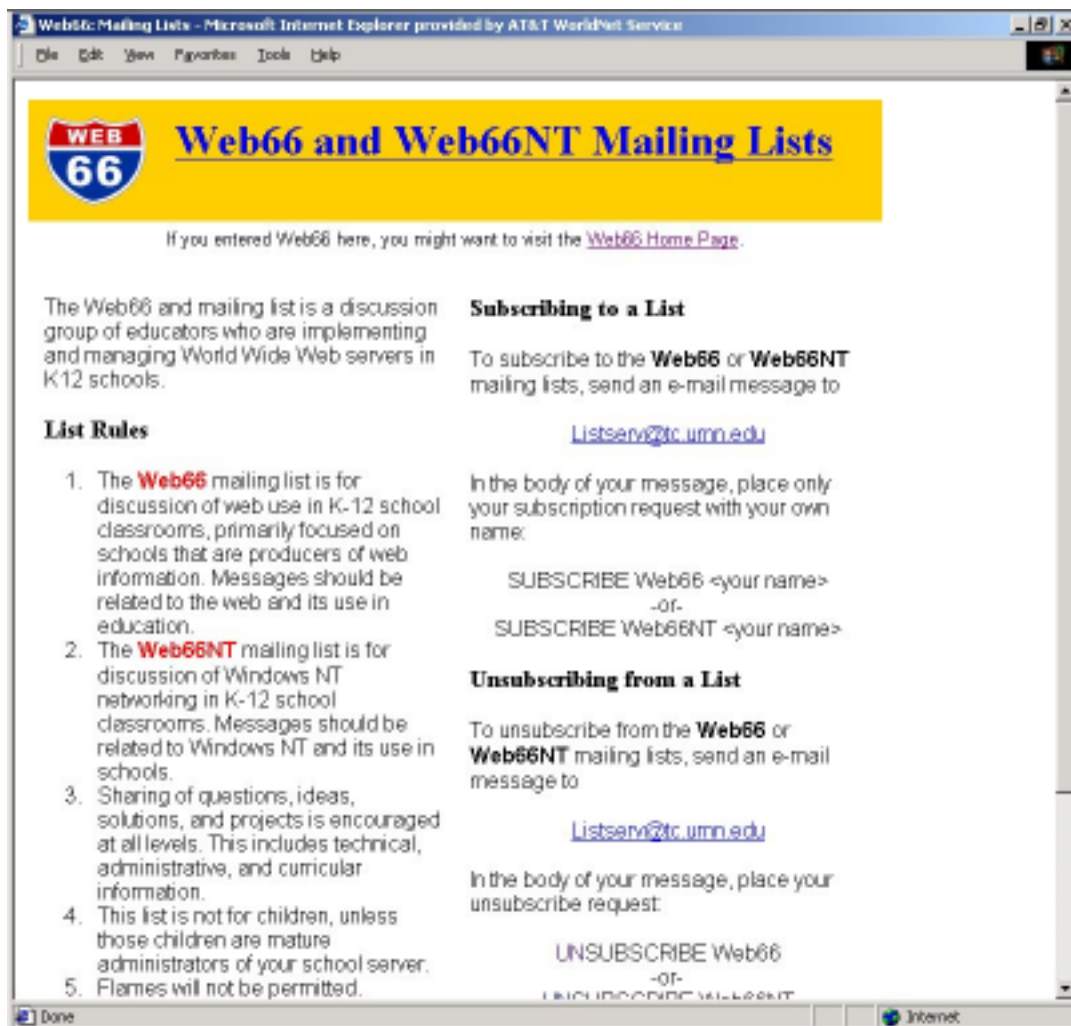 Web66: Mailing Lists - Microsoft Internet Explorer provided by AT&T WorldNet Service
File Edit View Favorites Tools Help
WEB
66
Web66 and Web66NT Mailing Lists
If you entered Web66 here, you might want to visit the Web66 Home Page.
The Web66 and mailing list is a discussion
group of educators who are implementing
and managing World Wide Web servers in
K12 schools.
List Rules
1. The Web66 mailing list is for
discussion of web use in K-12 school
classrooms, primarily focused on
schools that are producers of web
information. Messages should be
related to the web and its use in
education.
2. The Web66NT mailing list is for
discussion of Windows NT
networking in K-12 school
classrooms. Messages should be
related to Windows NT and its use in
schools.
3. Sharing of questions, ideas,
solutions, and projects is encouraged
at all levels. This includes technical,
administrative, and curricular
information.
4. This list is not for children, unless
those children are mature
administrators of your school server.
5. Flames will not be permitted.
Subscribing to a List
To subscribe to the Web66 or Web66NT
mailing lists, send an e-mail message to
Listserv@tc.umn.edu
In the body of your message, place only
your subscription request with your own
name:
SUBSCRIBE Web66 <your name>
-or-
SUBSCRIBE Web66NT <your name>
Unsubscribing from a List
To unsubscribe from the Web66 or
Web66NT mailing lists, send an e-mail
message to
Listserv@tc.umn.edu
In the body of your message, place your
unsubscribe request:
UNSUBSCRIBE Web66
-or-
UNSUBSCRIBE Web66NT
Done
Internet